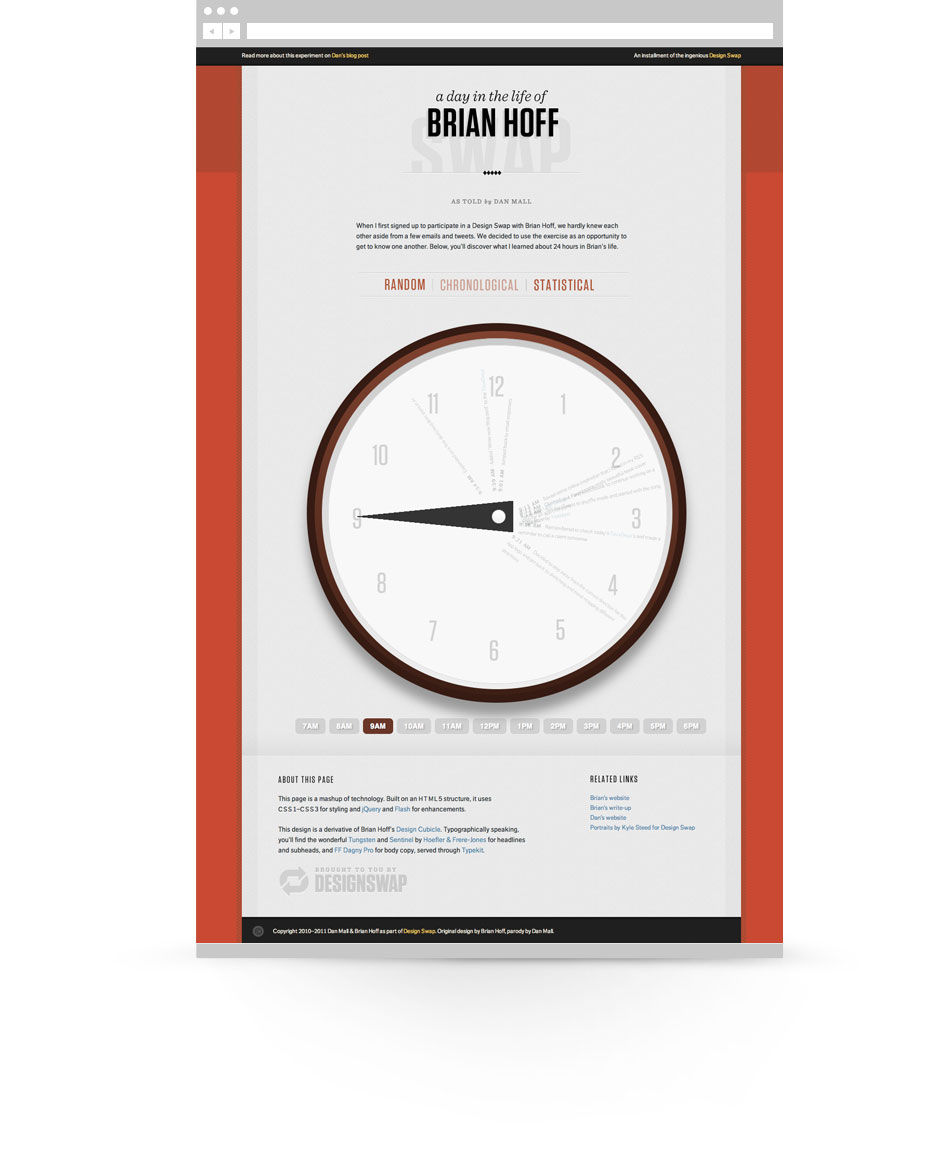 Read more about this experiment on Dan's blog post
An installment of the ingenious Design Swap
a day in the life of
BRIAN HOFF
SWAP
AS TOLD by DAN MALL
When I first signed up to participate in a Design Swap with Brian Hoff, we hardly knew each
other aside from a few emails and tweets. We decided to use the exercise as an opportunity to
get to know one another. Below, you'll discover what I learned about 24 hours in Brian's life.
RANDOM | CHRONOLOGICAL | STATISTICAL
12
11
1
10
2
9
3
8
4
7
5
6
7AM 8AM 9AM 10AM 11AM 12PM 1PM 2PM 3PM 4PM 5PM 6PM
ABOUT THIS PAGE
This page is a mashup of technology. Built on an HTML5 structure, it uses
CSS1–CSS3 for styling and jQuery and Flash for enhancements.
This design is a derivative of Brian Hoff's Design Cubicle. Typographically speaking,
you'll find the wonderful Tungsten and Sentinel by Hoefler & Frere-Jones for headlines
and subheads, and FF Dagny Pro for body copy, served through Typekit.
BROUGHT TO YOU BY
DESIGNSWAP
RELATED LINKS
Brian's website
Brian's write-up
Dan's website
Portraits by Kyle Steed for Design Swap
Copyright 2010–2011 Dan Mall & Brian Hoff as part of Design Swap. Original design by Brian Hoff, parody by Dan Mall.